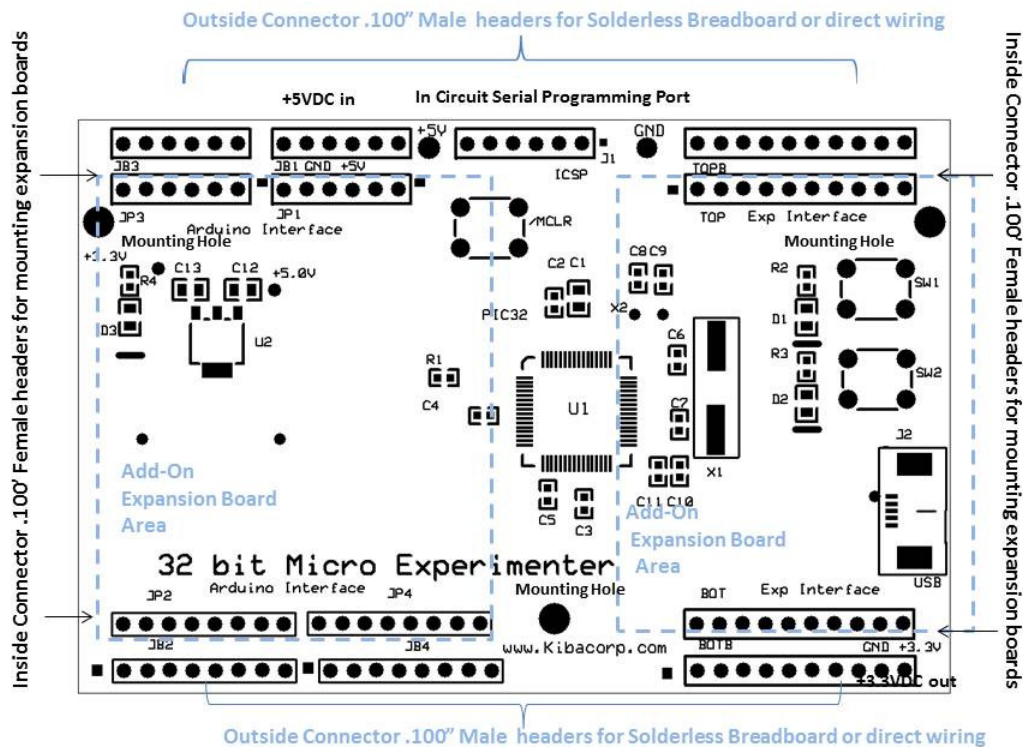 Outside Connector .100” Male  headers for Solderless Breadboard or direct wiring
Inside Connector .100’ Female headers for mounting expansion boards
Inside Connector .100’ Female headers for mounting expansion boards
+5VDC in
In Circuit Serial Programming Port
+5V
GND
J1
JB3
JB1 GND +5V
ICSP
TOPB
JP3
JP1
Arduino Interface
/MCLR
TOP
Exp Interface
Mounting Hole
Mounting Hole
+3.3V
R4
C13
C12
+5.0V
C2
C1
C8
C9
R2
SW1
D3
U2
PIC32
X2
D1
C6
R1
R3
SW2
C4
U1
C7
D2
J2
X1
Add-On
Expansion Board
Area
C5
C3
C11
C10
Add-On
Expansion Board
Area
32 bit Micro Experimenter
USB
Arduino Interface
Mounting Hole
JP2
JP4
BOT
Exp Interface
JB2
JB4
www.Kibacorp.com
BOTB
GND +3.3V
+3.3VDC out
Outside Connector .100” Male  headers for Solderless Breadboard or direct wiring